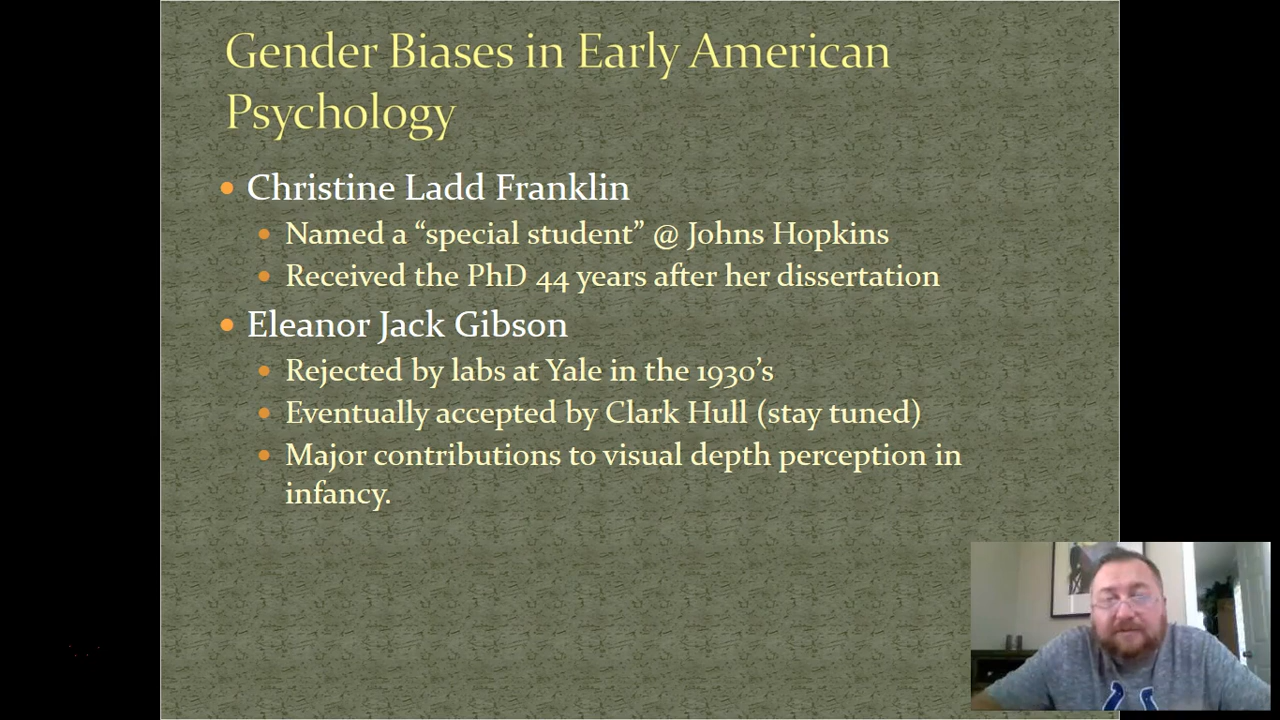 Gender Biases in Early American
Psychology
• Christine Ladd Franklin
• Named a “special student” @ Johns Hopkins
• Received the PhD 44 years after her dissertation
• Eleanor Jack Gibson
• Rejected by labs at Yale in the 1930’s
• Eventually accepted by Clark Hull (stay tuned)
• Major contributions to visual depth perception in
infancy.